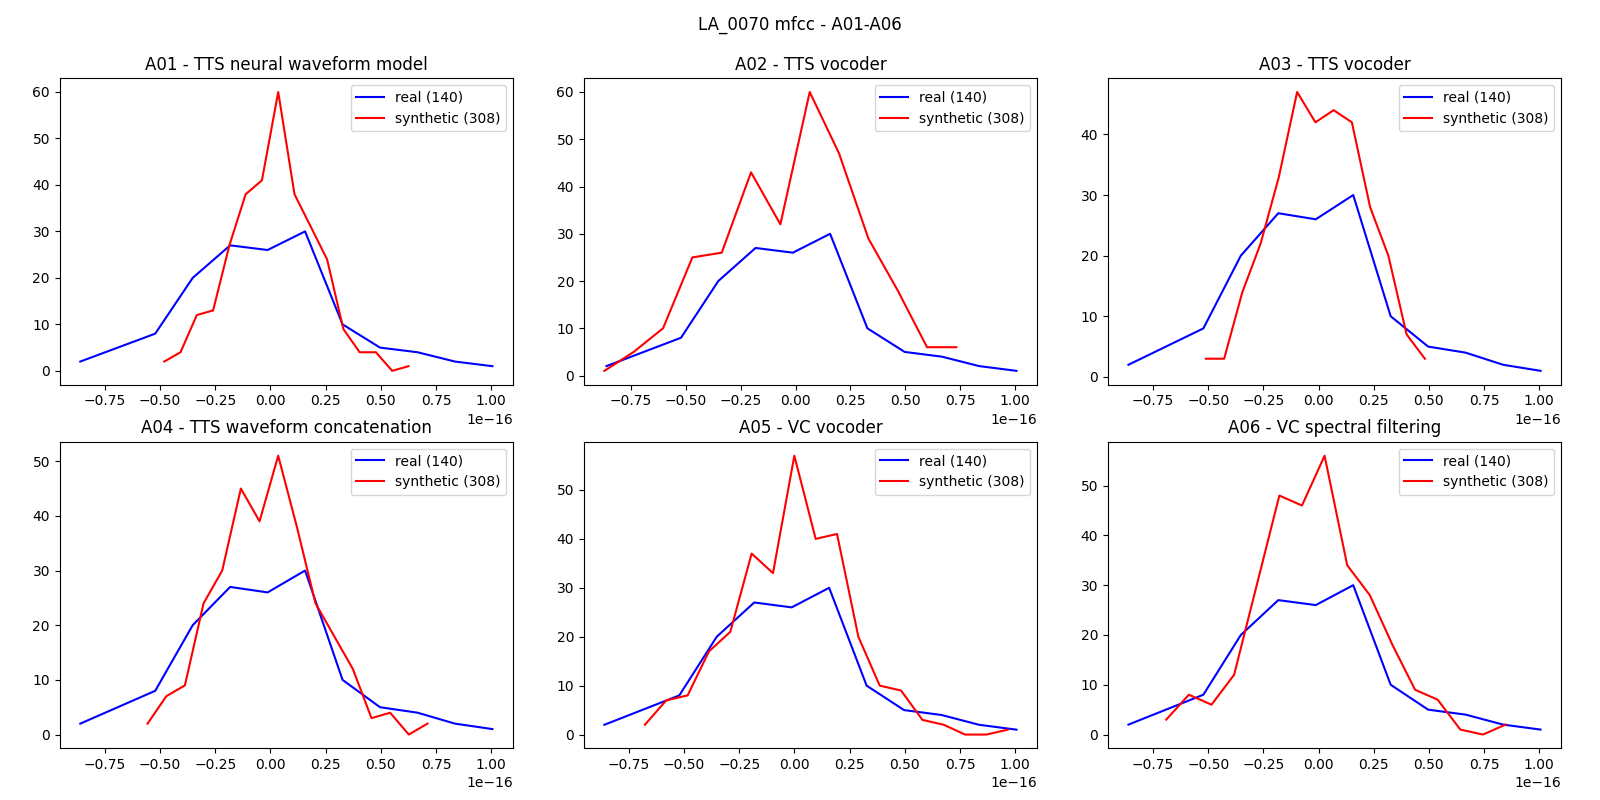 LA_0070 mfcc - A01-A06
A01 - TTS neural waveform model
real (140)
synthetic (308)
60
50
40
30
20
10
0
−0.75 −0.50 −0.25 0.00 0.25 0.50 0.75 1.00
1e−16
A02 - TTS vocoder
real (140)
synthetic (308)
60
50
40
30
20
10
0
−0.75 −0.50 −0.25 0.00 0.25 0.50 0.75 1.00
1e−16
A03 - TTS vocoder
real (140)
synthetic (308)
40
30
20
10
0
−0.75 −0.50 −0.25 0.00 0.25 0.50 0.75 1.00
1e−16
A04 - TTS waveform concatenation
real (140)
synthetic (308)
50
40
30
20
10
0
−0.75 −0.50 −0.25 0.00 0.25 0.50 0.75 1.00
1e−16
A05 - VC vocoder
real (140)
synthetic (308)
50
40
30
20
10
0
−0.75 −0.50 −0.25 0.00 0.25 0.50 0.75 1.00
1e−16
A06 - VC spectral filtering
real (140)
synthetic (308)
50
40
30
20
10
0
−0.75 −0.50 −0.25 0.00 0.25 0.50 0.75 1.00
1e−16